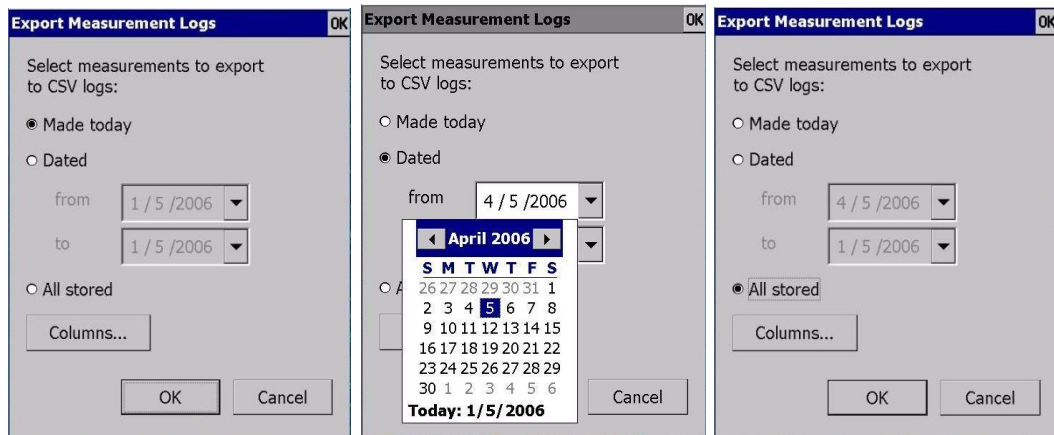 Export Measurement Logs OK
Select measurements to export
to CSV logs:
Made today
Dated
from 1 / 5 /2006
to 1 / 5 /2006
All stored
Columns...
OK Cancel
Export Measurement Logs OK
Select measurements to export
to CSV logs:
Made today
Dated
from 4 / 5 /2006
April 2006
S M T W T F S
26 27 28 29 30 31 1
2 3 4 5 6 7 8
9 10 11 12 13 14 15
16 17 18 19 20 21 22
23 24 25 26 27 28 29
30 1 2 3 4 5 6
Today: 1/5/2006
Cancel
Export Measurement Logs OK
Select measurements to export
to CSV logs:
Made today
Dated
from 4 / 5 /2006
to 1 / 5 /2006
All stored
Columns...
OK Cancel